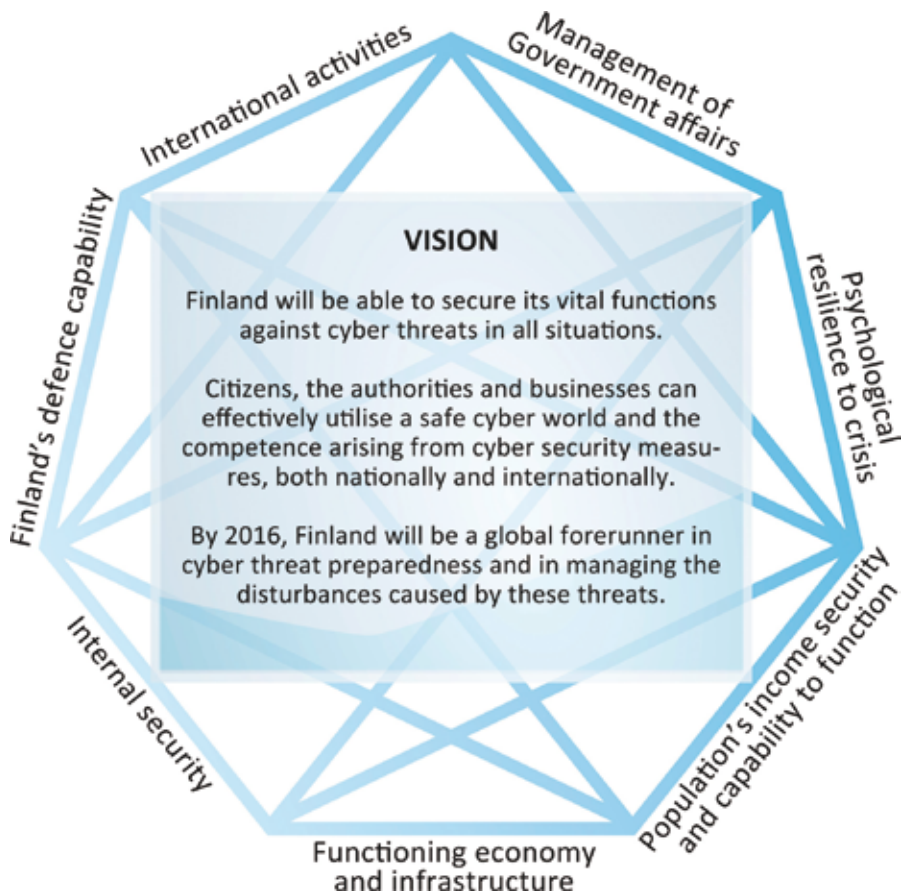 International activities
Management of
Government affairs
Finland's defence capability
Psychological
resilience to crisis
VISION
Finland will be able to secure its vital functions
against cyber threats in all situations.
Citizens, the authorities and businesses can
effectively utilise a safe cyber world and the
competence arising from cyber security measu-
res, both nationally and internationally.
By 2016, Finland will be a global forerunner in
cyber threat preparedness and in managing the
disturbances caused by these threats.
Internal security
Population's income security
and capability to function
Functioning economy
and infrastructure